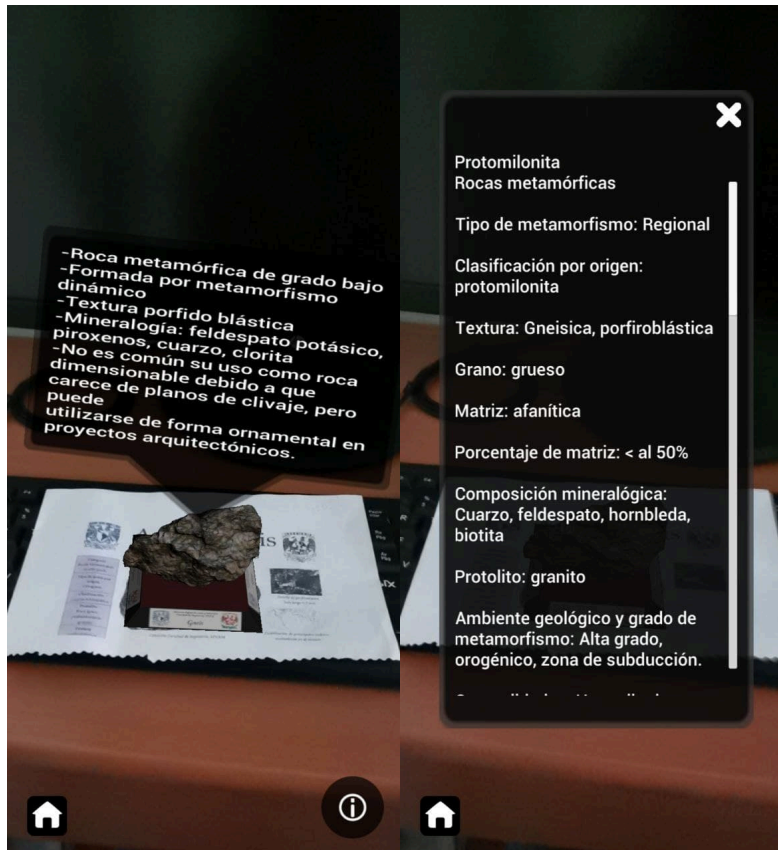 -Roca metamórfica de grado bajo
-Formada por metamorfismo
dinámico
-Textura porfido blástica
-Mineralogía: feldespato potásico,
piroxenos, cuarzo, clorita
-No es común su uso como roca
dimensionable debido a que
carece de planos de clivaje, pero
puede
utilizarse de forma ornamental en
proyectos arquitectónicos.
is
Gneis
Protomilonita
Rocas metamórficas
Tipo de metamorfismo: Regional
Clasificación por origen:
protomilonita
Textura: Gneisica, porfiroblástica
Grano: grueso
Matriz: afanítica
Porcentaje de matriz: < al 50%
Composición mineralógica:
Cuarzo, feldespato, hornbleda,
biotita
Protolito: granito
Ambiente geológico y grado de
metamorfismo: Alta grado,
orogénico, zona de subducción.